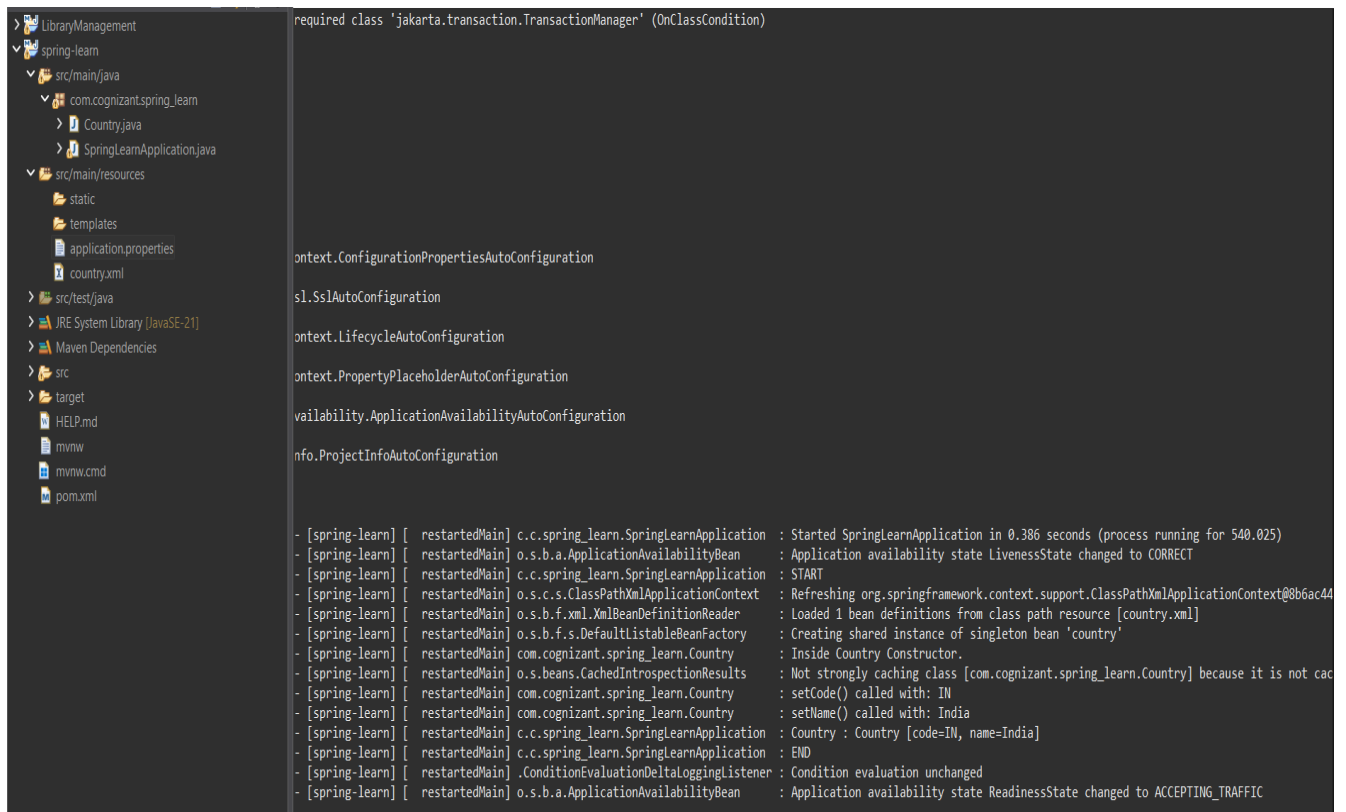 LibraryManagement
spring-learn
src/main/java
com.cognizant.spring_learn
Country.java
SpringLearnApplication.java
src/main/resources
static
templates
application.properties
country.xml
src/test/java
JRE System Library [JavaSE-21]
Maven Dependencies
src
target
HELP.md
mvnw
mvnw.cmd
pom.xml
required class 'jakarta.transaction.TransactionManager' (OnClassCondition)
ontext.ConfigurationPropertiesAutoConfiguration
sl.SslAutoConfiguration
ontext.LifecycleAutoConfiguration
ontext.PropertyPlaceholderAutoConfiguration
vailability.ApplicationAvailabilityAutoConfiguration
nfo.ProjectInfoAutoConfiguration
- [spring-learn] [  restartedMain] c.c.spring_learn.SpringLearnApplication  : Started SpringLearnApplication in 0.386 seconds (process running for 540.025)
- [spring-learn] [  restartedMain] o.s.b.a.ApplicationAvailabilityBean      : Application availability state LivenessState changed to CORRECT
- [spring-learn] [  restartedMain] c.c.spring_learn.SpringLearnApplication  : START
- [spring-learn] [  restartedMain] o.s.c.s.ClassPathXmlApplicationContext   : Refreshing org.springframework.context.support.ClassPathXmlApplicationContext@8b6ac44
- [spring-learn] [  restartedMain] o.s.b.f.xml.XmlBeanDefinitionReader      : Loaded 1 bean definitions from class path resource [country.xml]
- [spring-learn] [  restartedMain] o.s.b.f.s.DefaultListableBeanFactory     : Creating shared instance of singleton bean 'country'
- [spring-learn] [  restartedMain] com.cognizant.spring_learn.Country       : Inside Country Constructor.
- [spring-learn] [  restartedMain] o.s.beans.CachedIntrospectionResults     : Not strongly caching class [com.cognizant.spring_learn.Country] because it is not cac
- [spring-learn] [  restartedMain] com.cognizant.spring_learn.Country       : setCode() called with: IN
- [spring-learn] [  restartedMain] com.cognizant.spring_learn.Country       : setName() called with: India
- [spring-learn] [  restartedMain] c.c.spring_learn.SpringLearnApplication  : Country : Country [code=IN, name=India]
- [spring-learn] [  restartedMain] c.c.spring_learn.SpringLearnApplication  : END
- [spring-learn] [  restartedMain] .ConditionEvaluationDeltaLoggingListener : Condition evaluation unchanged
- [spring-learn] [  restartedMain] o.s.b.a.ApplicationAvailabilityBean      : Application availability state ReadinessState changed to ACCEPTING_TRAFFIC